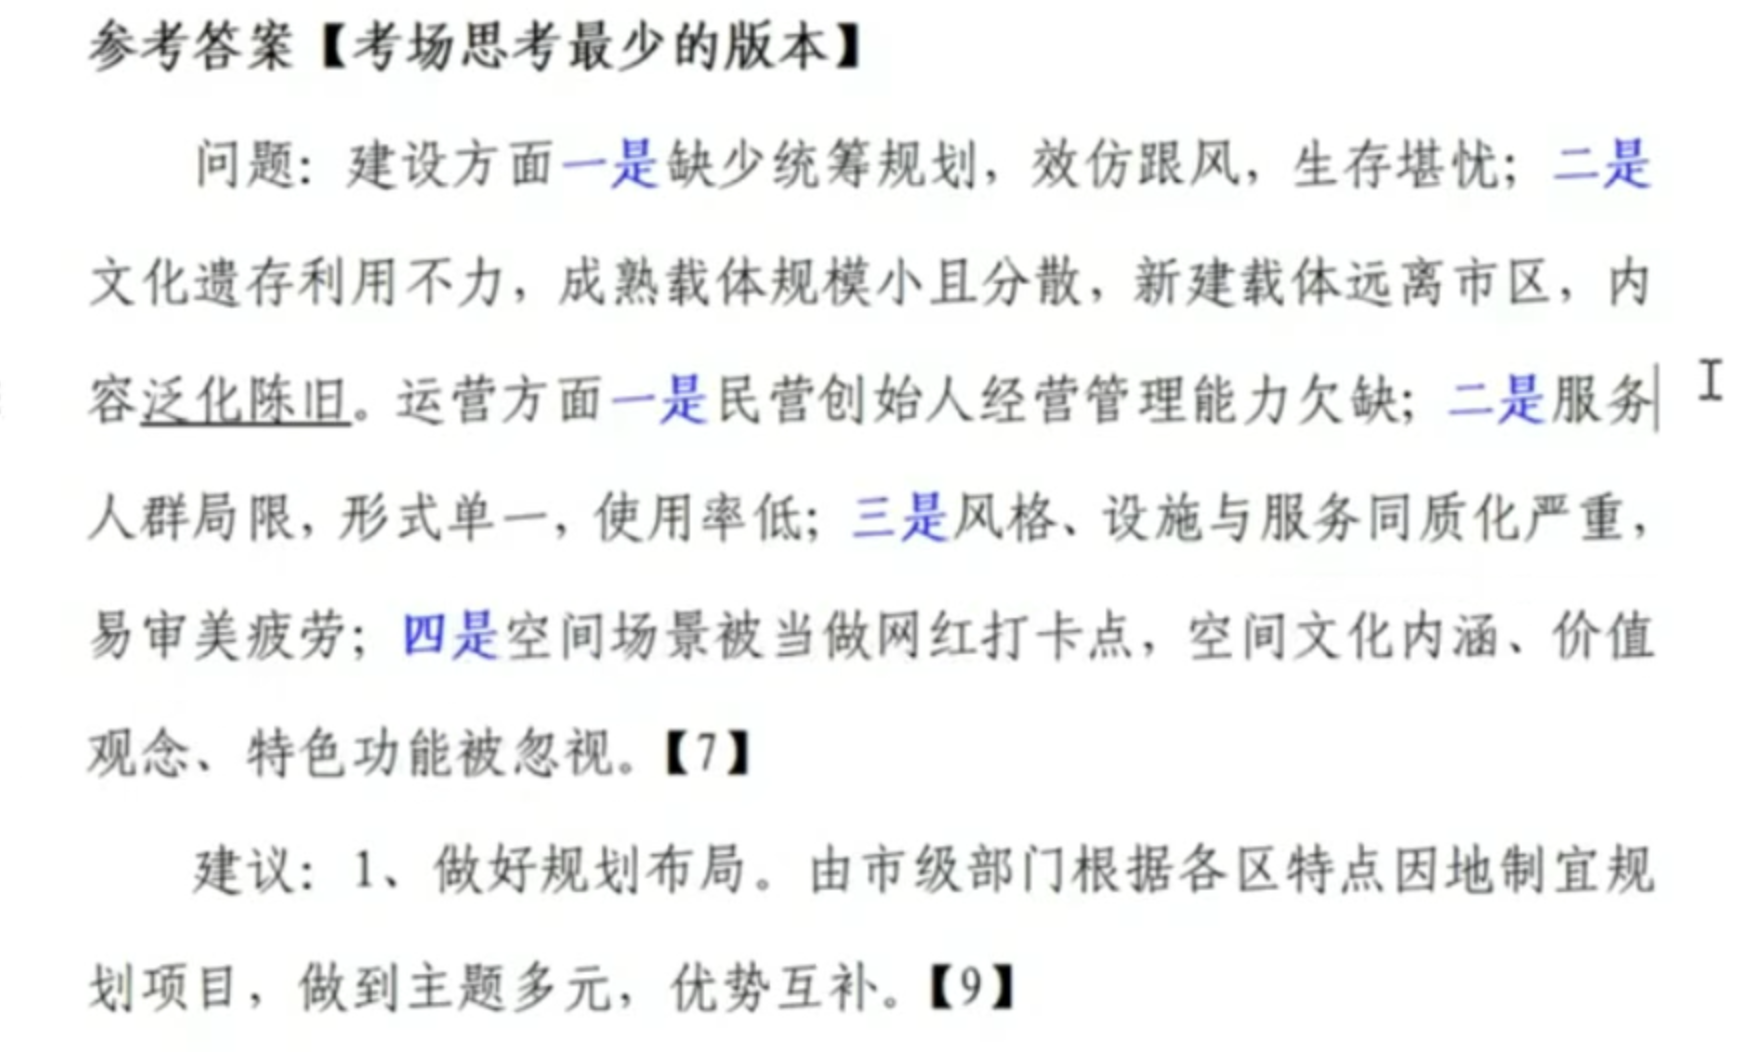 参考答案【考场思考最少的版本】
问题：建设方面一是缺少统筹规划，效仿跟风，生存堪忧；二是
文化遗存利用不力，成熟载体规模小且分散，新建载体远离市区，内
容泛化陈旧。运营方面一是民营创始人经营管理能力欠缺；二是服务
人群局限，形式单一，使用率低；三是风格、设施与服务同质化严重，
易审美疲劳；四是空间场景被当做网红打卡点，空间文化内涵、价值
观念、特色功能被忽视。【7】
建议：1、做好规划布局。由市级部门根据各区特点因地制宜规
划项目，做到主题多元，优势互补。【9】